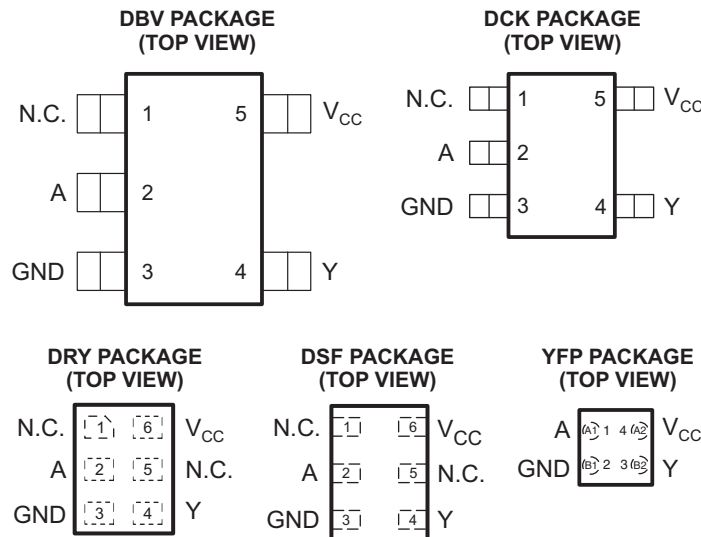 DBV PACKAGE
(TOP VIEW)
N.C. 1 5 VCC
A 2
GND 3 4 Y
DCK PACKAGE
(TOP VIEW)
N.C. 1 5 VCC
A 2
GND 3 4 Y
DRY PACKAGE
(TOP VIEW)
N.C. 1 6 VCC
A 2 5 N.C.
GND 3 4 Y
DSF PACKAGE
(TOP VIEW)
N.C. 1 6 VCC
A 2 5 N.C.
GND 3 4 Y
YFP PACKAGE
(TOP VIEW)
A A1 1 4 A2 VCC
GND B1 2 3 B2 Y